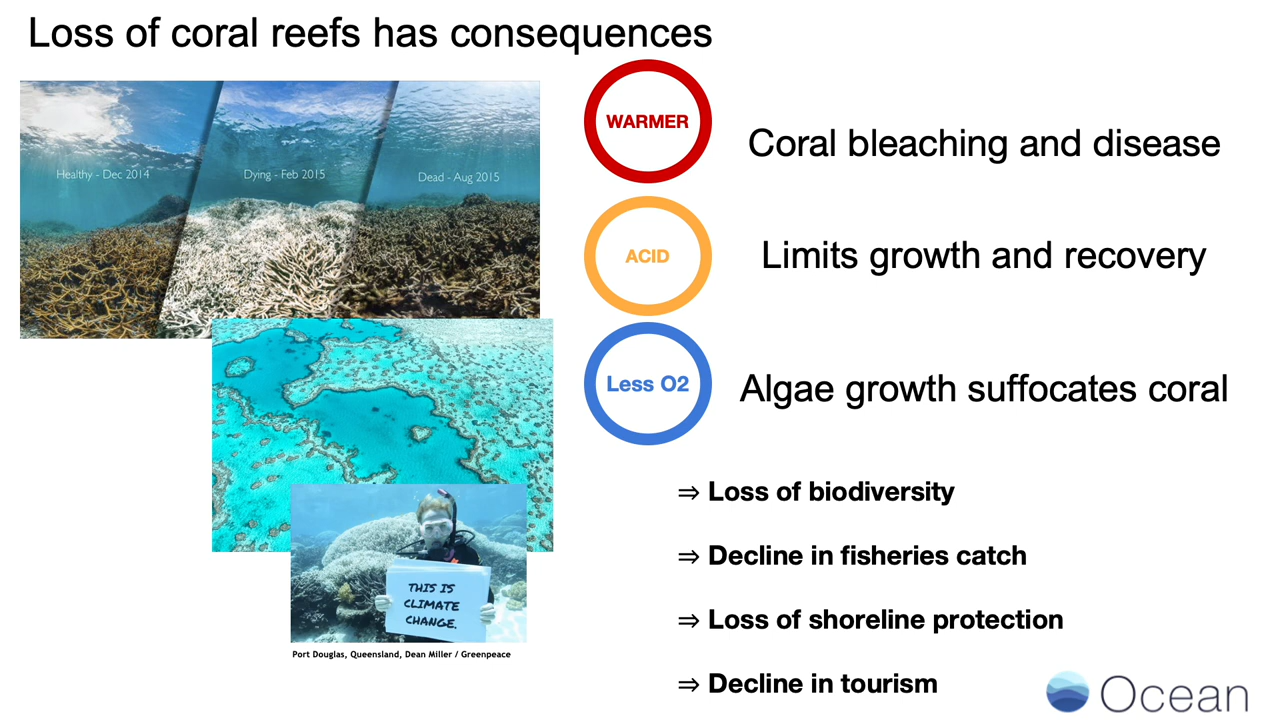 Loss of coral reefs has consequences
Healthy - Dec 2014
Dying - Feb 2015
Dead - Aug 2015
WARMER
Coral bleaching and disease
ACID
Limits growth and recovery
Less O2
Algae growth suffocates coral
⇒ Loss of biodiversity
⇒ Decline in fisheries catch
⇒ Loss of shoreline protection
⇒ Decline in tourism
THIS IS
CLIMATE
CHANGE.
Port Douglas, Queensland, Dean Miller / Greenpeace
Ocean